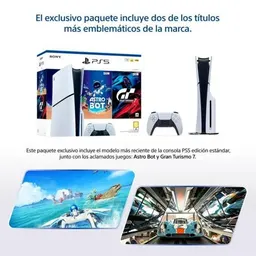 El exclusivo paquete incluye dos de los títulos
más emblemáticos de la marca.
SONY
PS5
ASTRO
BOT
GT
Este paquete exclusivo incluye el modelo más reciente de la consola PS5 edición estándar,
junto con los aclamados juegos: Astro Bot y Gran Turismo 7.